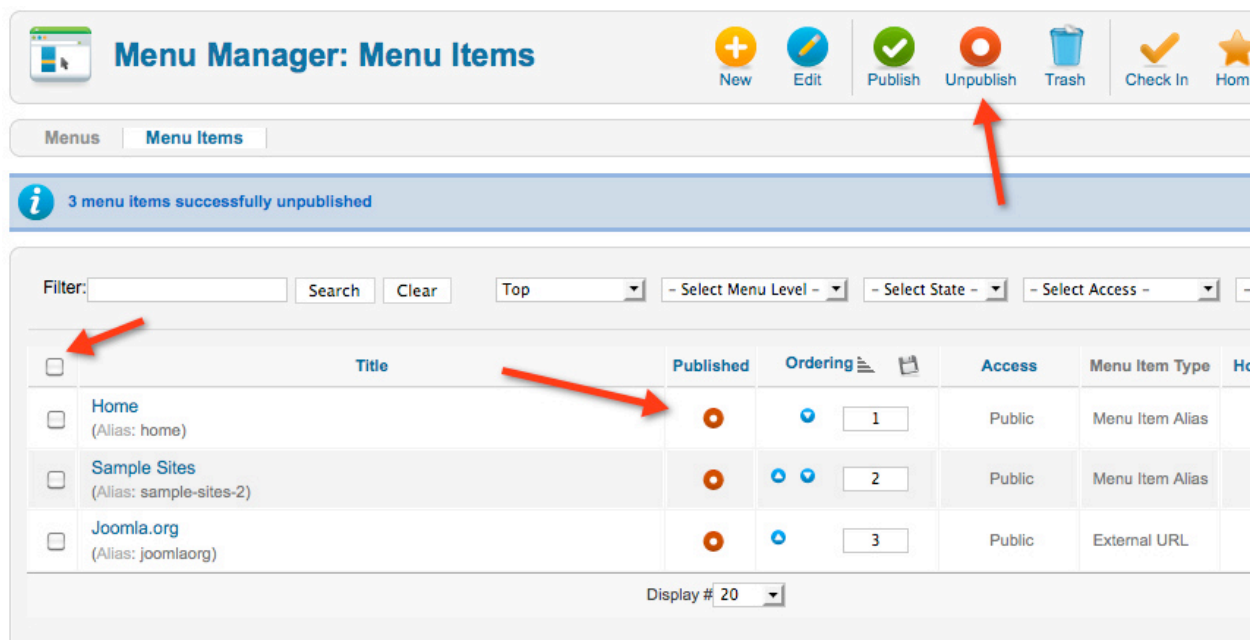 Menu Manager: Menu Items
New Edit Publish Unpublish Trash Check In Hom
Menus Menu Items
i 3 menu items successfully unpublished
Filter: Search Clear Top - Select Menu Level - - Select State - - Select Access - -
Title Published Ordering Access Menu Item Type Ho
Home
(Alias: home)
1 Public Menu Item Alias
Sample Sites
(Alias: sample-sites-2)
2 Public Menu Item Alias
Joomla.org
(Alias: joomlaorg)
3 Public External URL
Display # 20